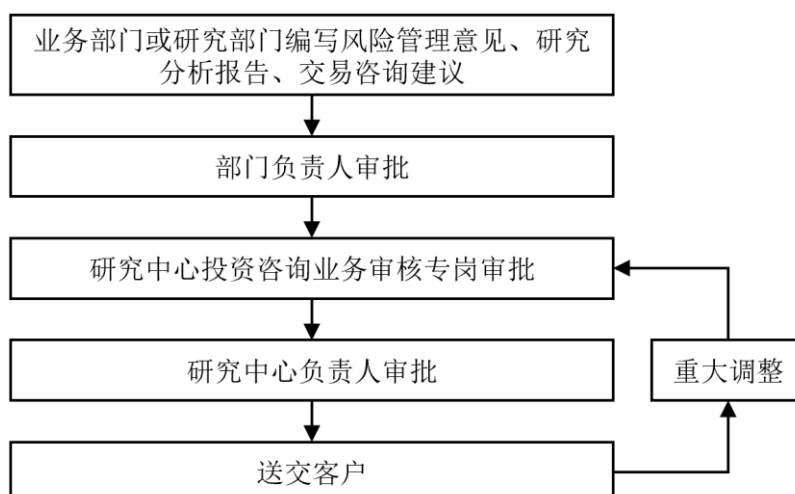 业务部门或研究部门编写风险管理意见、研究
分析报告、交易咨询建议
部门负责人审批
研究中心投资咨询业务审核专岗审批
研究中心负责人审批
重大调整
送交客户